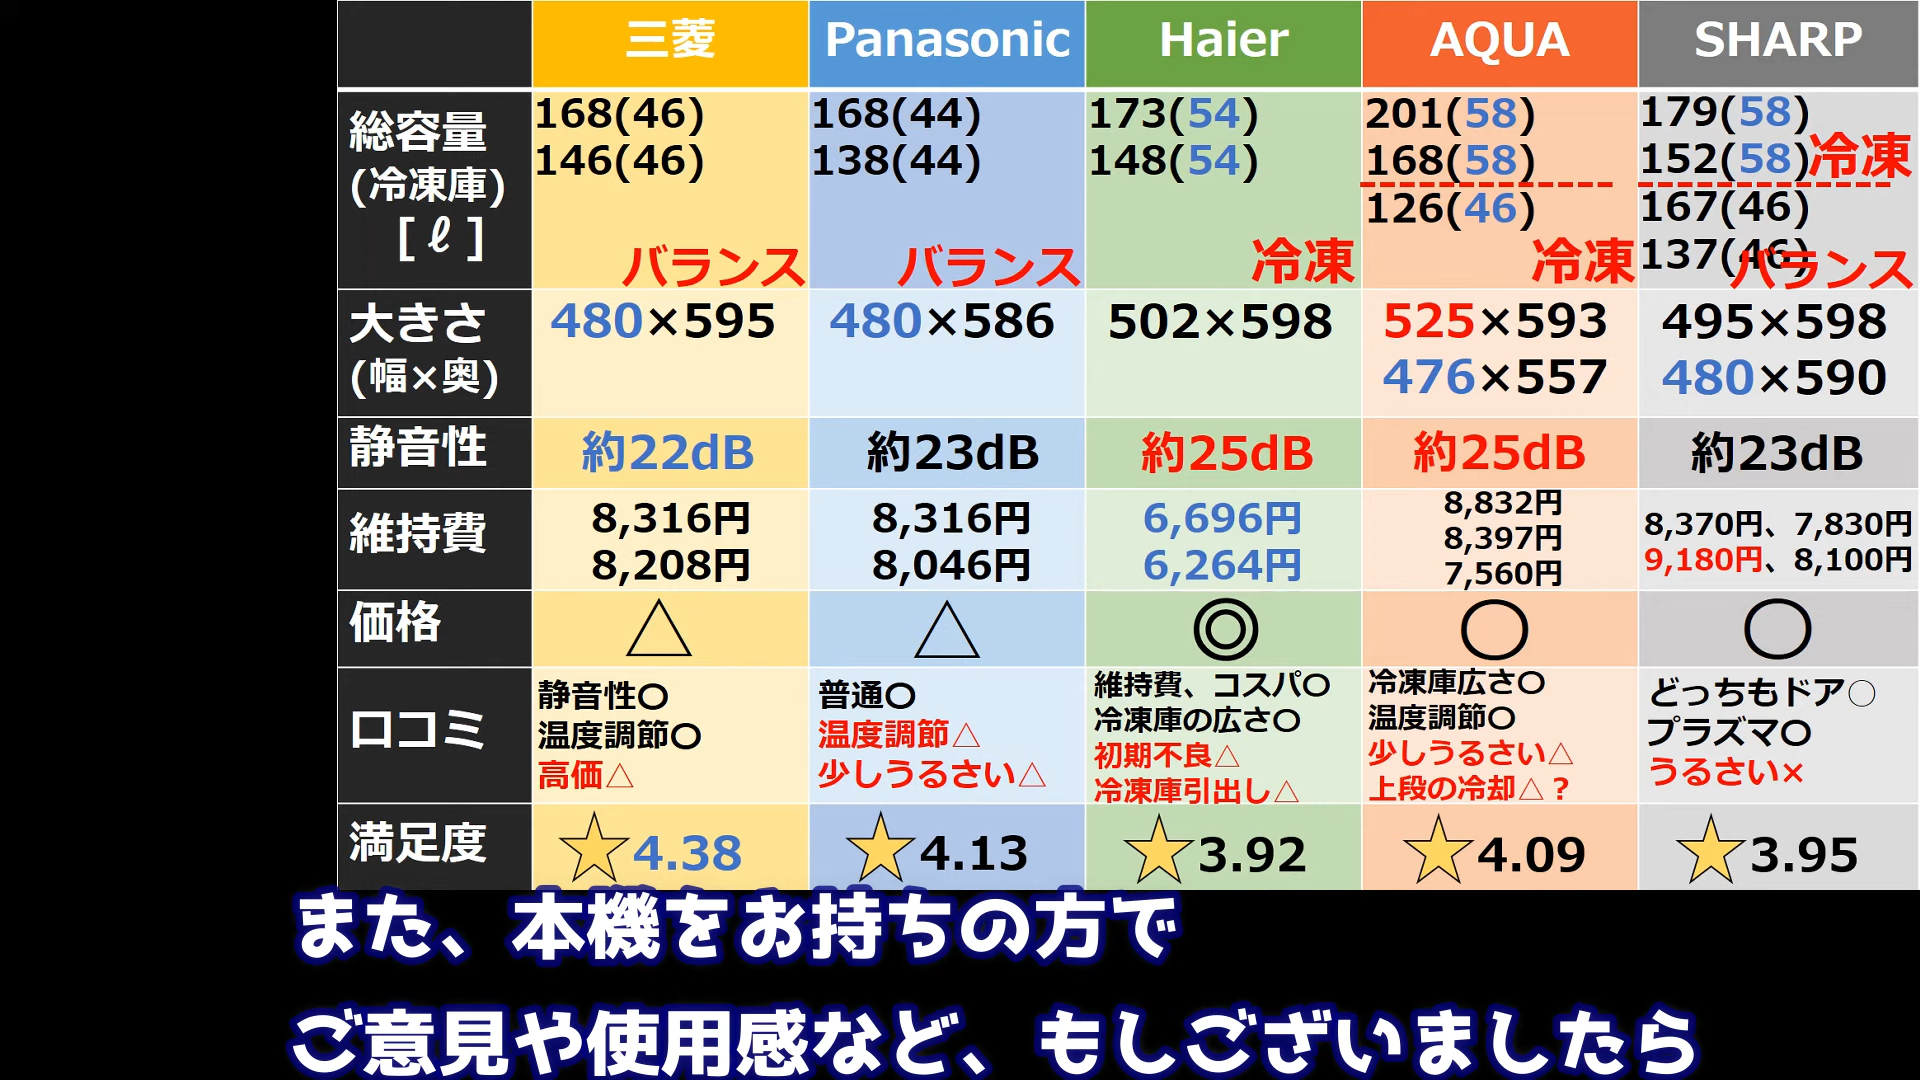 三菱 Panasonic Haier AQUA SHARP
総容量
(冷凍庫)
[ℓ]
168(46)
146(46)
バランス
168(44)
138(44)
バランス
173(54)
148(54)
冷凍
201(58)
168(58)
126(46)
冷凍
179(58)
152(58)冷凍
167(46)
137(46)
バランス
大きさ
(幅×奥)
480×595
480×586
502×598
525×593
476×557
495×598
480×590
静音性 約22dB 約23dB 約25dB 約25dB 約23dB
維持費
8,316円
8,208円
8,316円
8,046円
6,696円
6,264円
8,832円
8,397円
7,560円
8,370円、7,830円
9,180円、8,100円
価格 △ △ ◎ 〇 〇
口コミ
静音性〇
温度調節〇
高価△
普通〇
温度調節△
少しうるさい△
維持費、コスパ〇
冷凍庫の広さ〇
初期不良△
冷凍庫引出し△
冷凍庫広さ〇
温度調節〇
少しうるさい△
上段の冷却△？
どっちもドア○
プラズマ〇
うるさい×
満足度 ☆4.38 ☆4.13 ☆3.92 ☆4.09 ☆3.95
また、本機をお持ちの方で
ご意見や使用感など、もしございましたら